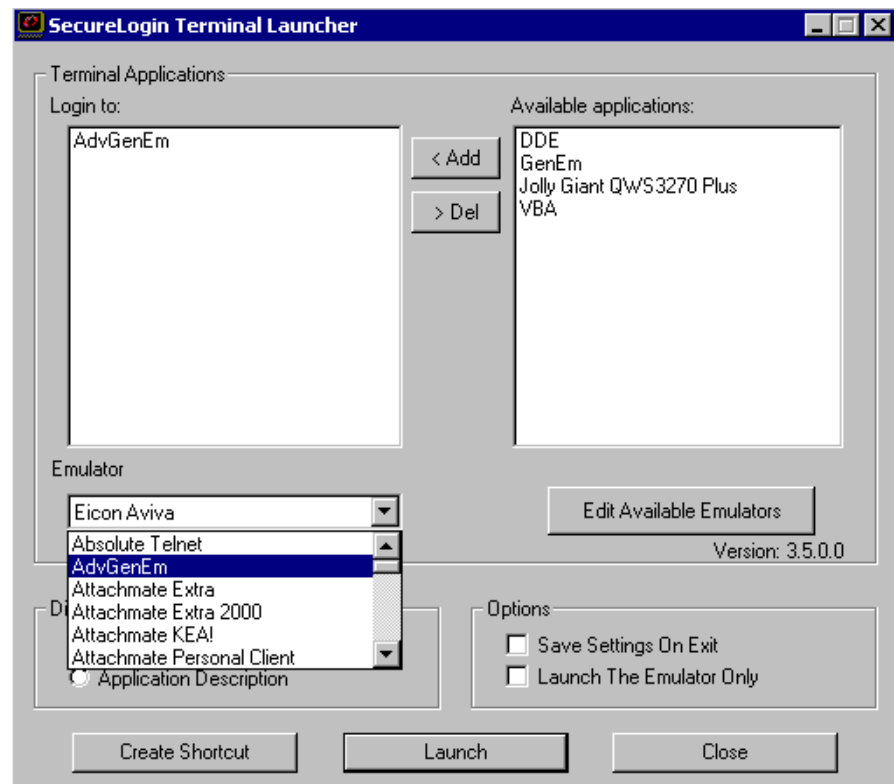 SecureLogin Terminal Launcher
Terminal Applications
Login to:
Available applications:
AdvGenEm
< Add
> Del
DDE
GenEm
Jolly Giant QWS3270 Plus
VBA
Emulator
Eicon Aviva
Edit Available Emulators
Absolute Telnet
AdvGenEm
Attachmate Extra
Attachmate Extra 2000
Attachmate KEA!
Attachmate Personal Client
Version: 3.5.0.0
Options
Save Settings On Exit
Application Description
Launch The Emulator Only
Create Shortcut
Launch
Close